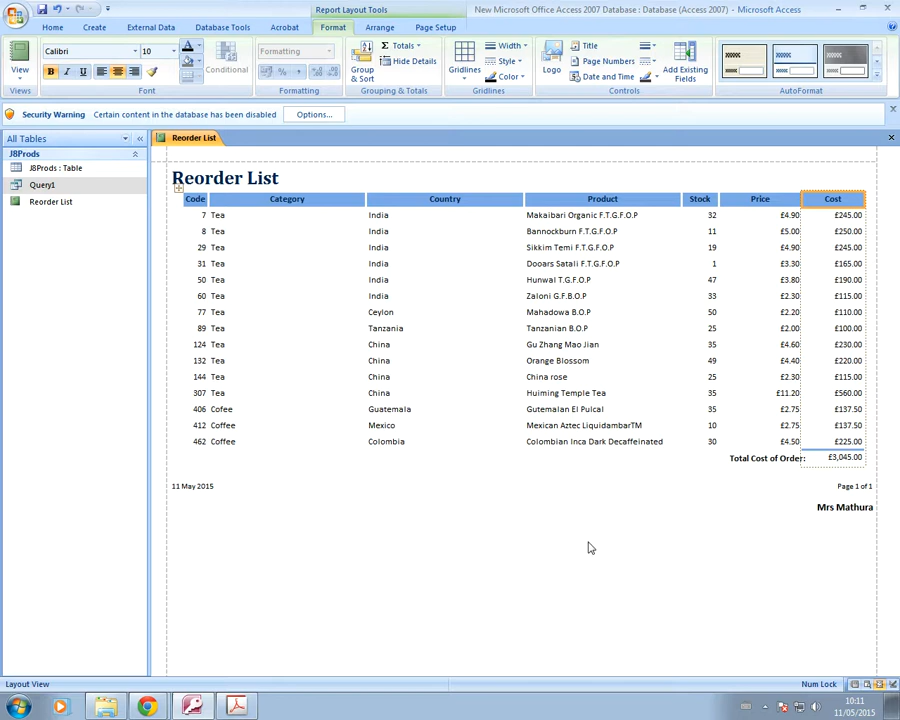 Report Layout Tools New Microsoft Office Access 2007 Database : Database (Access 2007) - Microsoft Access
Home Create External Data Database Tools Acrobat Format Arrange Page Setup
Calibri 10 Formatting Σ Totals Width Title
View B I U A Conditional $ % , Group & Sort Hide Details Gridlines Style Color Logo Page Numbers Date and Time Add Existing Fields
Views Font Formatting Grouping & Totals Gridlines Controls AutoFormat
Security Warning Certain content in the database has been disabled Options...
All Tables « Reorder List
J8Prods
J8Prods : Table
Query1
Reorder List
Reorder List
Code Category Country Product Stock Price Cost
7 Tea India Makaibari Organic F.T.G.F.O.P 32 £4.90 £245.00
8 Tea India Bannockburn F.T.G.F.O.P 11 £5.00 £250.00
29 Tea India Sikkim Temi F.T.G.F.O.P 19 £4.90 £245.00
31 Tea India Dooars Satali F.T.G.F.O.P 1 £3.30 £165.00
50 Tea India Hunwal T.G.F.O.P 47 £3.80 £190.00
60 Tea India Zaloni G.F.B.O.P 33 £2.30 £115.00
77 Tea Ceylon Mahadowa B.O.P 50 £2.20 £110.00
89 Tea Tanzania Tanzanian B.O.P 25 £2.00 £100.00
124 Tea China Gu Zhang Mao Jian 35 £4.60 £230.00
132 Tea China Orange Blossom 49 £4.40 £220.00
144 Tea China China rose 25 £2.30 £115.00
307 Tea China Huiming Temple Tea 35 £11.20 £560.00
406 Cofee Guatemala Gutemalan El Pulcal 35 £2.75 £137.50
412 Coffee Mexico Mexican Aztec LiquidambarTM 10 £2.75 £137.50
462 Coffee Colombia Colombian Inca Dark Decaffeinated 30 £4.50 £225.00
Total Cost of Order: £3,045.00
11 May 2015 Page 1 of 1
Mrs Mathura
Layout View Num Lock
10:11
11/05/2015